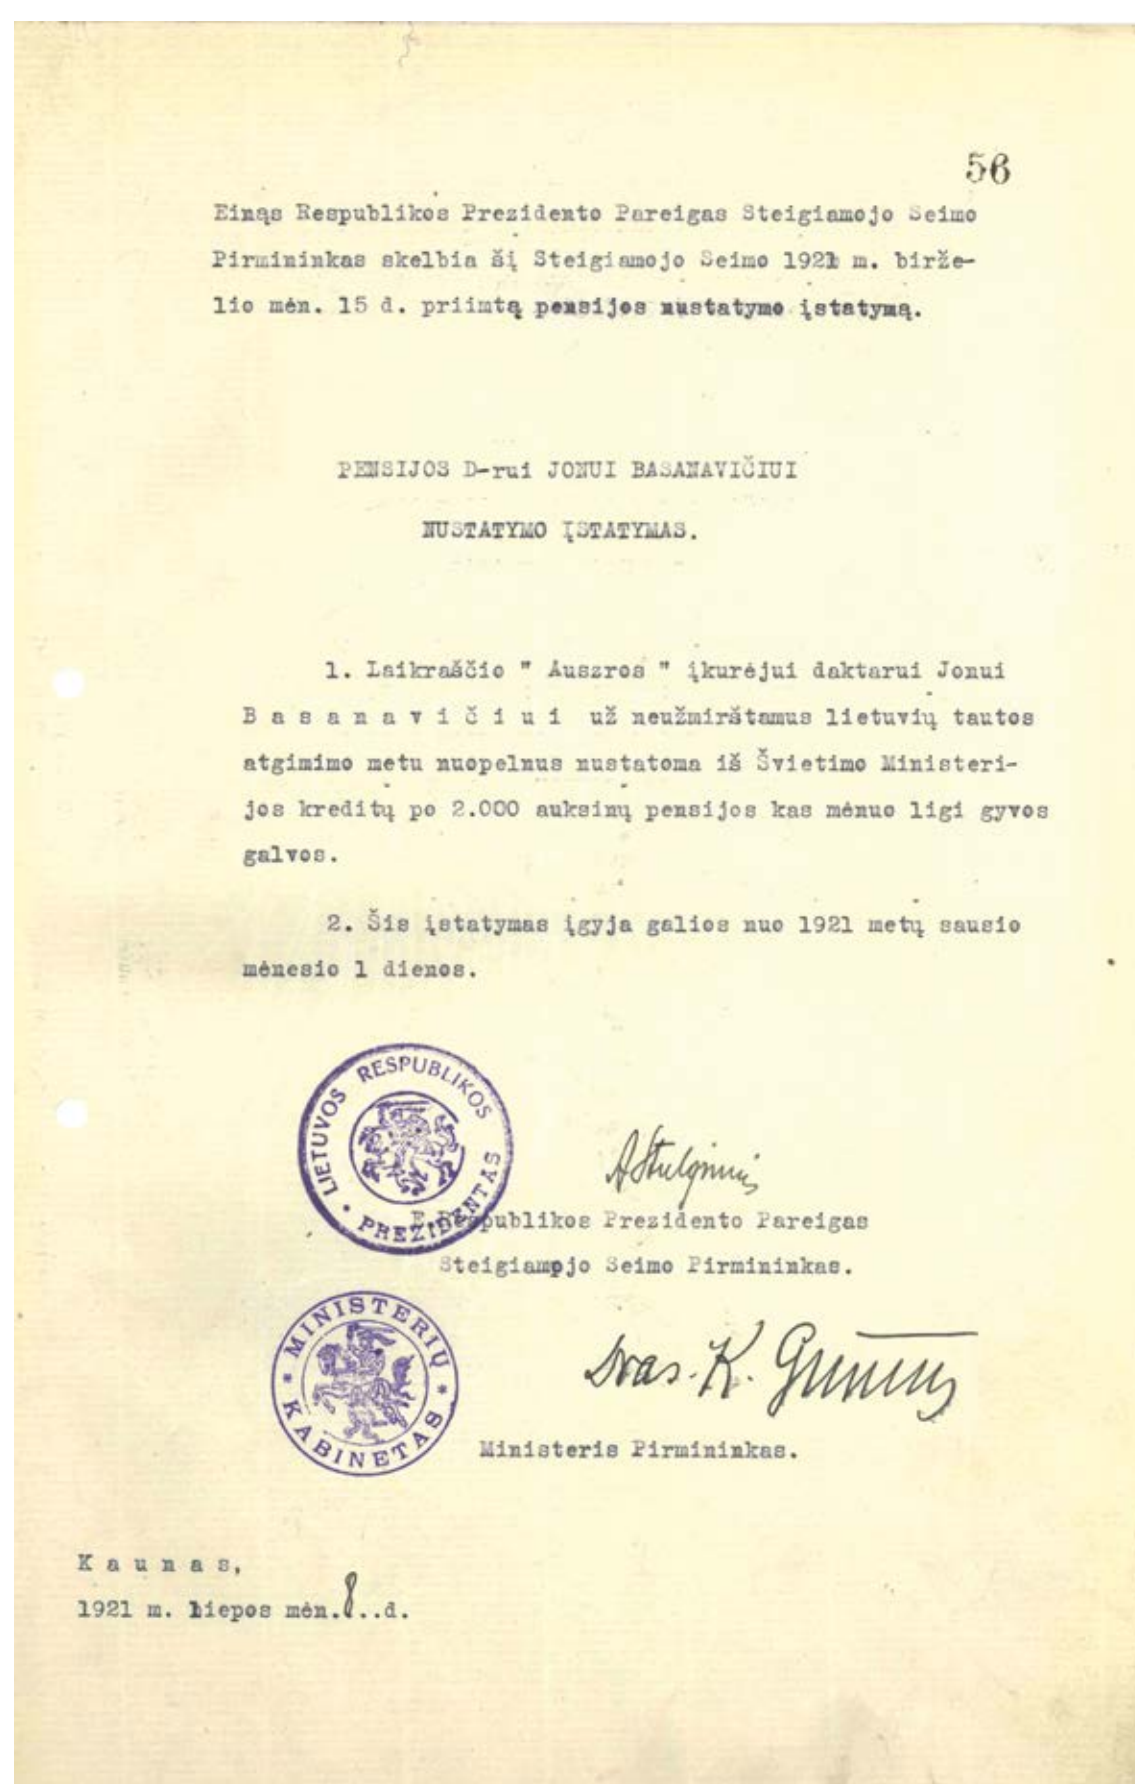 56
Einąs Respublikos Prezidento Pareigas Steigiamojo Seimo
Pirmininkas skelbia šį Steigiamojo Seimo 1921 m. birže-
lio mėn. 15 d. priimtą pensijos nustatymo įstatymą.
PENSIJOS D-rui JONUI BASANAVIČIUI
NUSTATYMO ĮSTATYMAS.
1. Laikraščio " Auszros " įkurėjui daktarui Jonui
B a s a n a v i č i u i už neužmirštamus lietuvių tautos
atgimimo metu nuopelnus nustatoma iš Švietimo Ministeri-
jos kreditų po 2.000 auksinų pensijos kas mėnuo ligi gyvos
galvos.
2. Šis įstatymas įgyja galios nuo 1921 metų sausio
mėnesio 1 dienos.
LIETUVOS RESPUBLIKOS
PREZIDENTAS
AStulginskis
E.Respublikos Prezidento Pareigas
Steigiamojo Seimo Pirmininkas.
MINISTERIŲ
KABINETAS
K. Grinius
Ministeris Pirmininkas.
K a u n a s,
1921 m. liepos mėn. 8 ..d.